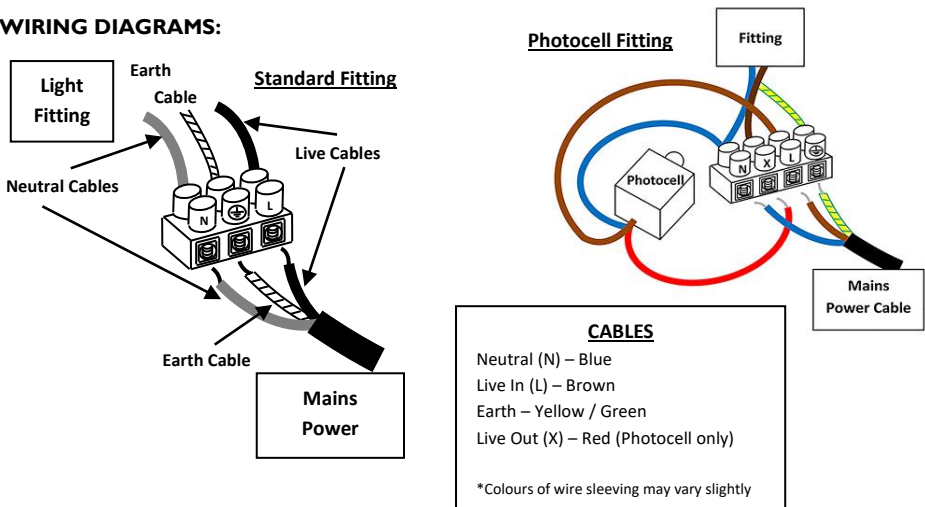 WIRING DIAGRAMS:
Light
Fitting
Earth
Cable
Standard Fitting
Live Cables
Neutral Cables
N
L
Earth Cable
Mains
Power
Photocell Fitting
Fitting
Photocell
N
X
L
Mains
Power Cable
CABLES
Neutral (N) – Blue
Live In (L) – Brown
Earth – Yellow / Green
Live Out (X) – Red (Photocell only)
*Colours of wire sleeving may vary slightly